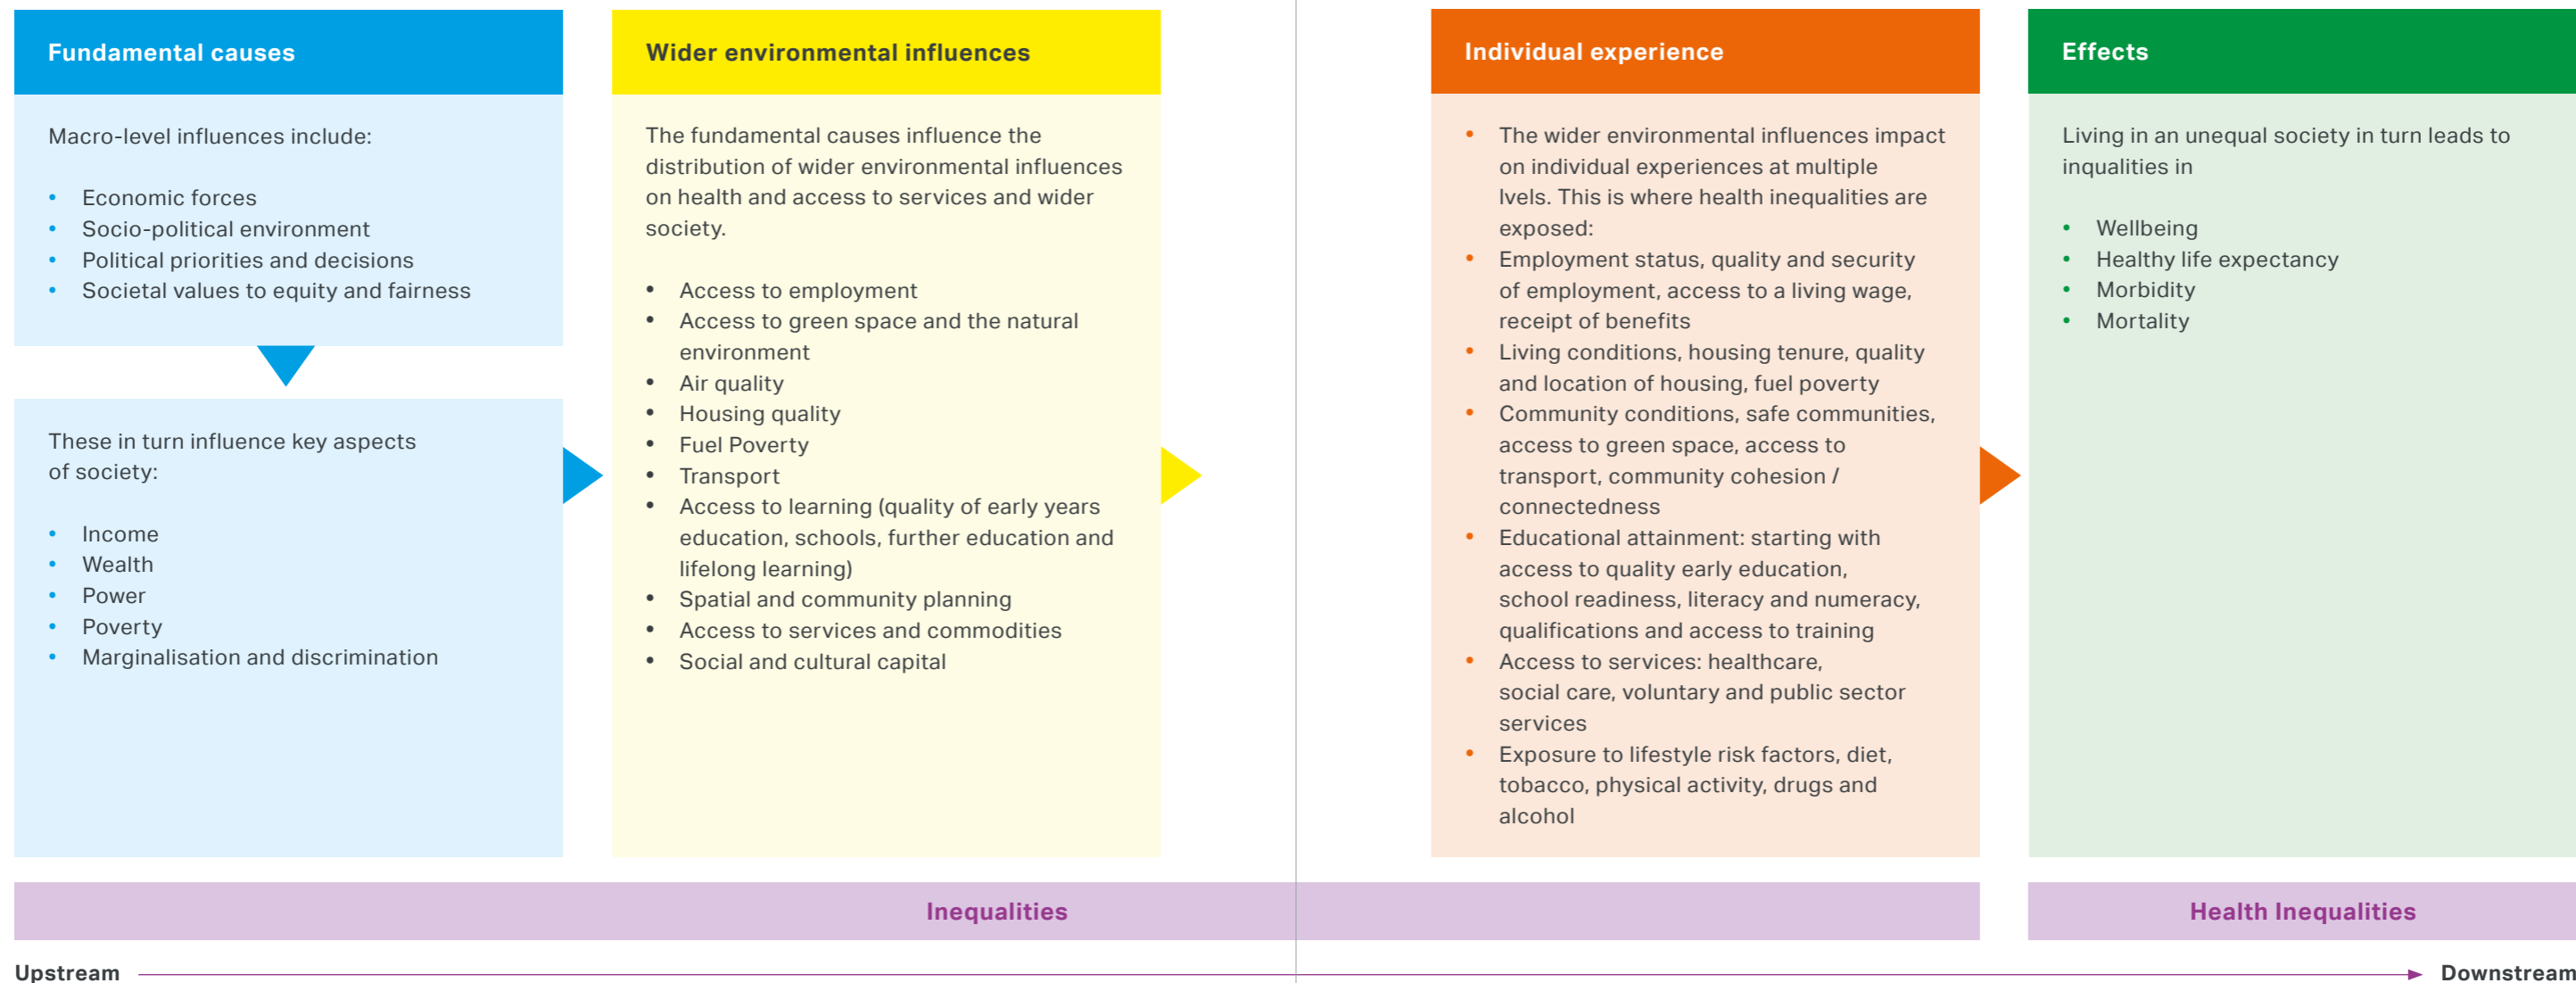 Fundamental causes
Macro-level influences include:
• Economic forces
• Socio-political environment
• Political priorities and decisions
• Societal values to equity and fairness
These in turn influence key aspects
of society:
• Income
• Wealth
• Power
• Poverty
• Marginalisation and discrimination
Wider environmental influences
The fundamental causes influence the
distribution of wider environmental influences
on health and access to services and wider
society.
• Access to employment
• Access to green space and the natural
environment
• Air quality
• Housing quality
• Fuel Poverty
• Transport
• Access to learning (quality of early years
education, schools, further education and
lifelong learning)
• Spatial and community planning
• Access to services and commodities
• Social and cultural capital
Individual experience
• The wider environmental influences impact
on individual experiences at multiple
lvels. This is where health inequalities are
exposed:
• Employment status, quality and security
of employment, access to a living wage,
receipt of benefits
• Living conditions, housing tenure, quality
and location of housing, fuel poverty
• Community conditions, safe communities,
access to green space, access to
transport, community cohesion /
connectedness
• Educational attainment: starting with
access to quality early education,
school readiness, literacy and numeracy,
qualifications and access to training
• Access to services: healthcare,
social care, voluntary and public sector
services
• Exposure to lifestyle risk factors, diet,
tobacco, physical activity, drugs and
alcohol
Effects
Living in an unequal society in turn leads to
inqualities in
• Wellbeing
• Healthy life expectancy
• Morbidity
• Mortality
Inequalities
Health Inequalities
Upstream
Downstream